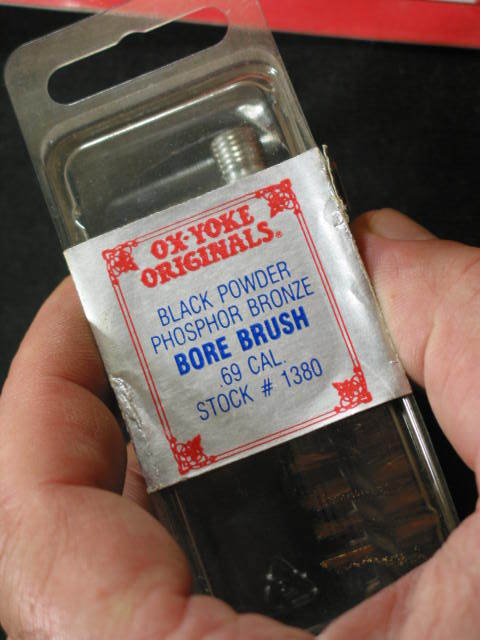 OX-YOKE
ORIGINALS®
BLACK POWDER
PHOSPHOR BRONZE
BORE BRUSH
.69 CAL.
STOCK # 1380